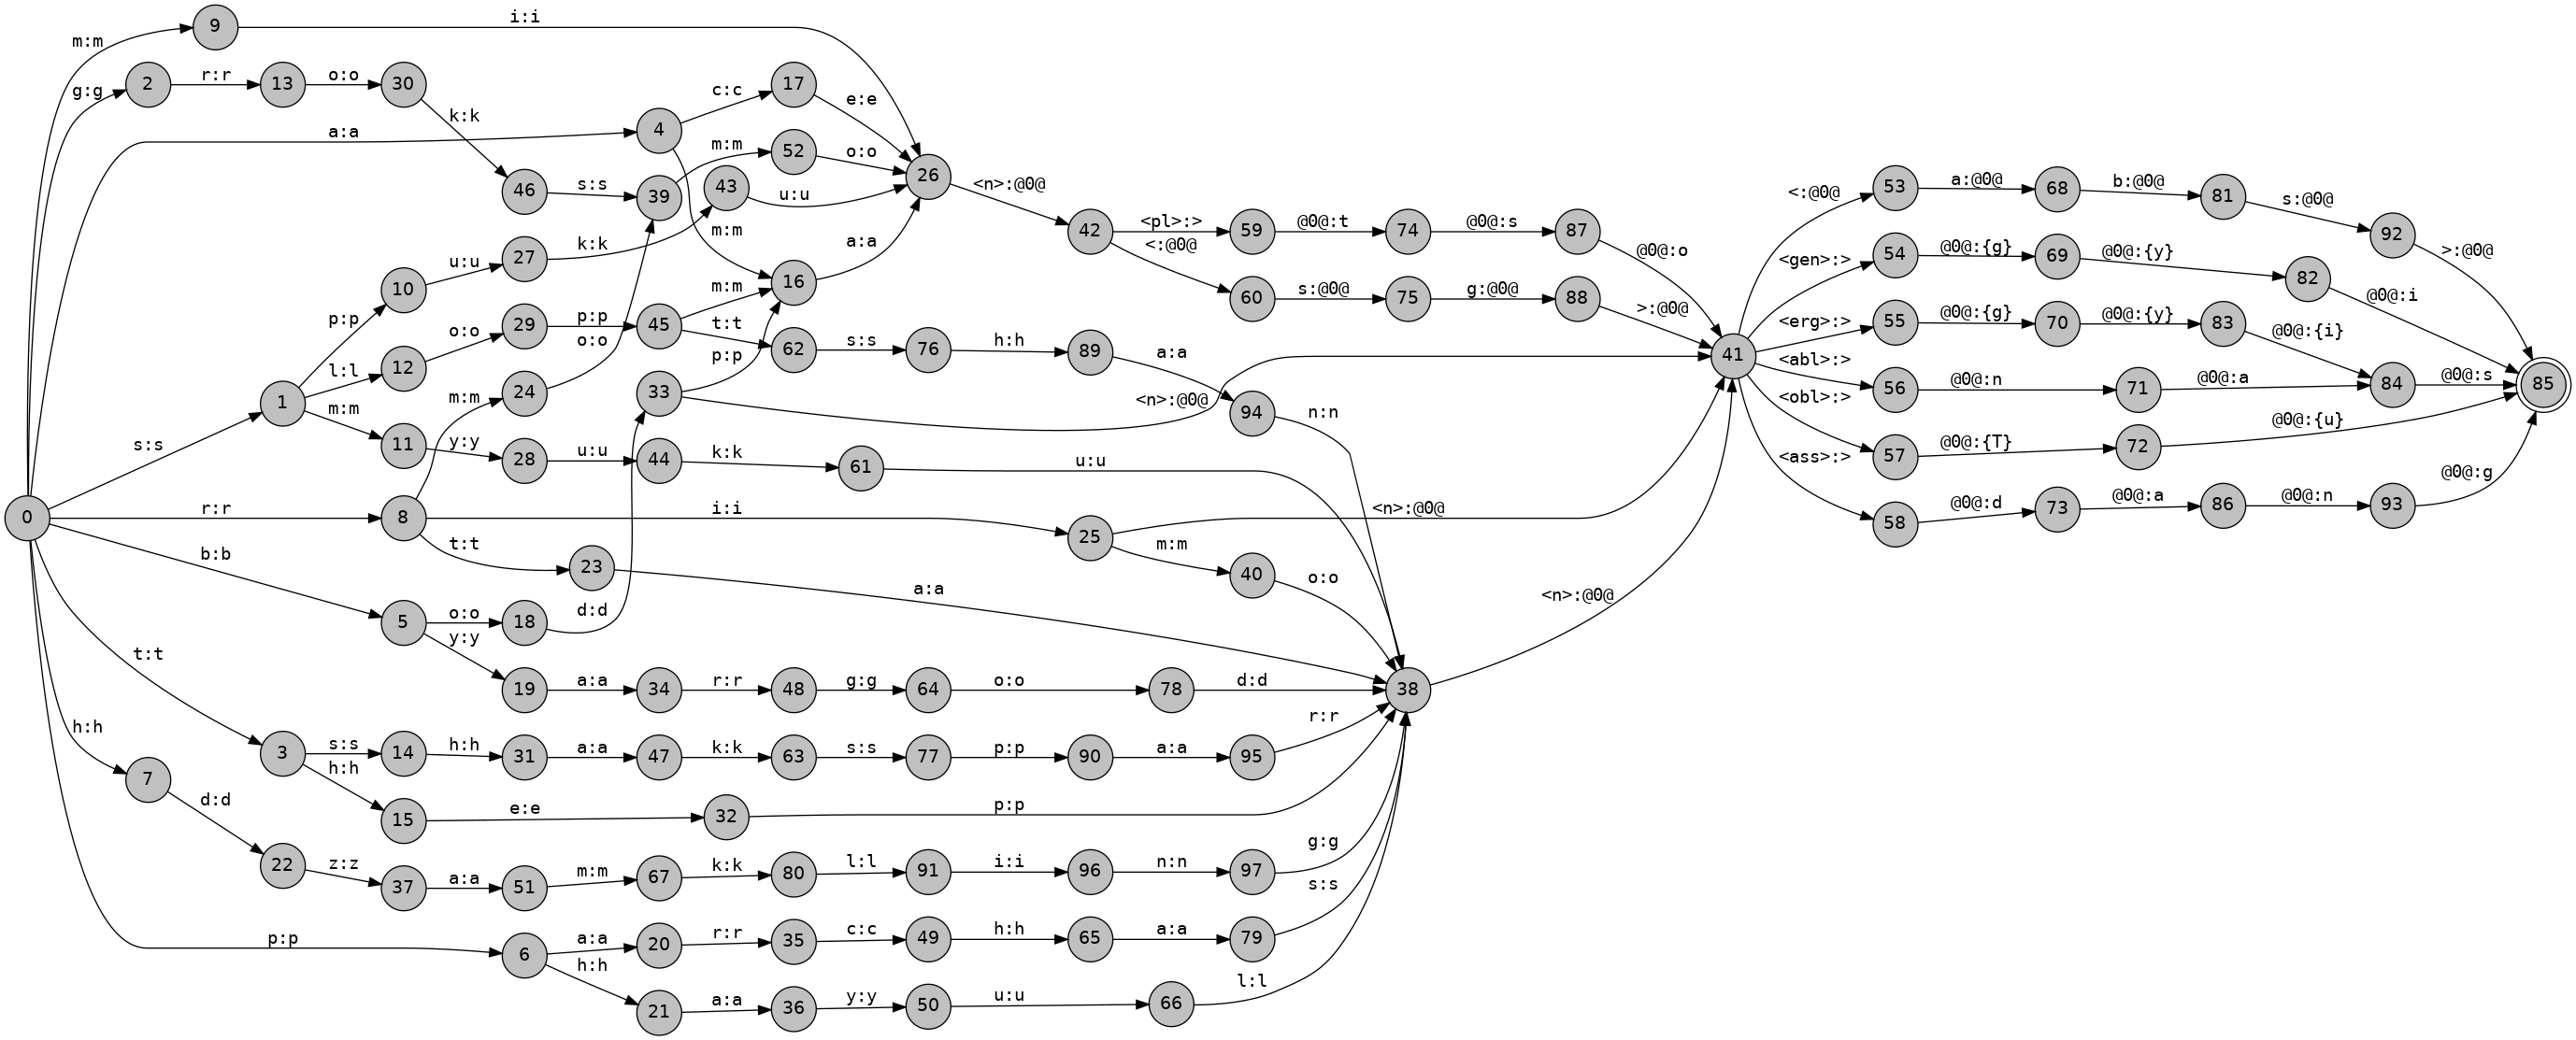 9
i:i
m:m
2
r:r
13
o:o
30
g:g
k:k
c:c
17
e:e
a:a
4
m:m
52
o:o
26
46
s:s
39
43
u:u
<n>:@0@
42
<pl>:>
59
@0@:t
74
@0@:s
87
@0@:o
<:@0@
53
a:@0@
68
b:@0@
81
s:@0@
92
>:@0@
<:@0@
60
s:@0@
75
g:@0@
88
>:@0@
10
u:u
27
k:k
m:m
16
a:a
<gen>:>
54
@0@:{g}
69
@0@:{y}
82
@0@:i
p:p
l:l
12
o:o
29
p:p
45
m:m
t:t
62
s:s
76
h:h
89
a:a
<erg>:>
55
@0@:{g}
70
@0@:{y}
83
@0@:{i}
41
<abl>:>
56
@0@:n
71
@0@:a
84
@0@:s
85
1
m:m
11
y:y
28
u:u
44
k:k
61
u:u
m:m
24
o:o
33
p:p
<n>:@0@
94
n:n
<obl>:>
57
@0@:{T}
72
@0@:{u}
<ass>:>
58
@0@:d
73
@0@:a
86
@0@:n
93
@0@:g
s:s
0
r:r
8
i:i
25
<n>:@0@
m:m
40
o:o
t:t
23
a:a
<n>:@0@
b:b
5
o:o
18
d:d
y:y
19
a:a
34
r:r
48
g:g
64
o:o
78
d:d
38
t:t
3
s:s
14
h:h
31
a:a
47
k:k
63
s:s
77
p:p
90
a:a
95
r:r
h:h
15
e:e
32
p:p
h:h
7
d:d
22
z:z
37
a:a
51
m:m
67
k:k
80
l:l
91
i:i
96
n:n
97
g:g
p:p
6
a:a
20
r:r
35
c:c
49
h:h
65
a:a
79
s:s
h:h
21
a:a
36
y:y
50
u:u
66
l:l